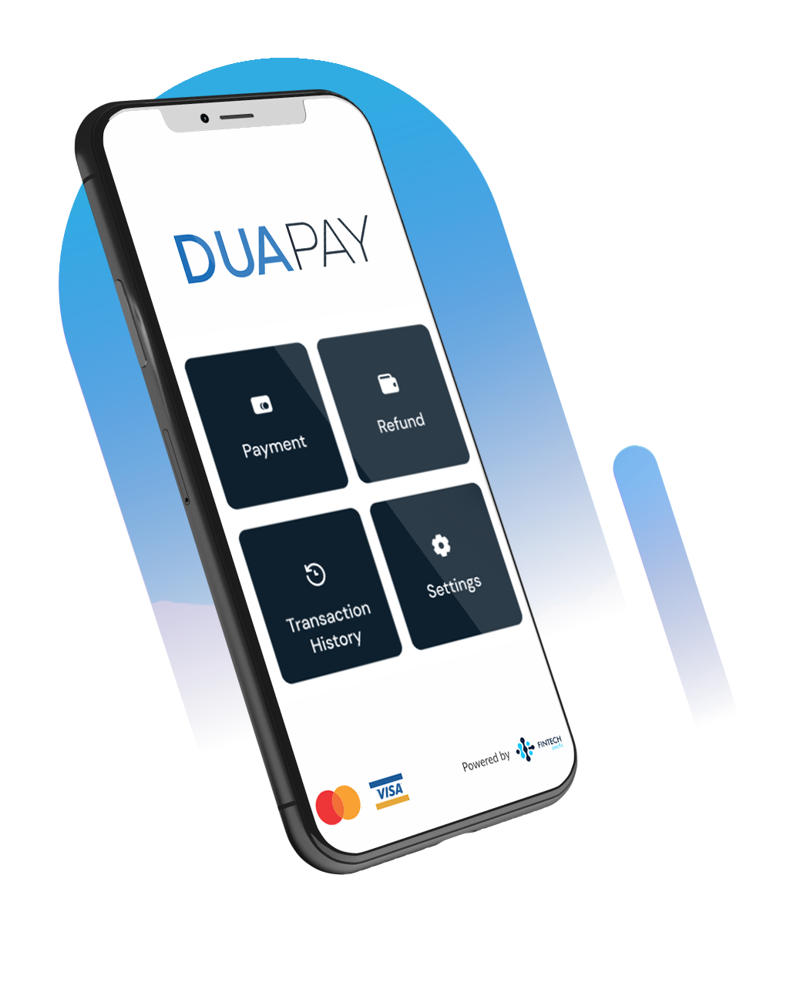 DUAPAY
Payment
Refund
Transaction
History
Settings
Powered by
FINTECH
VISA